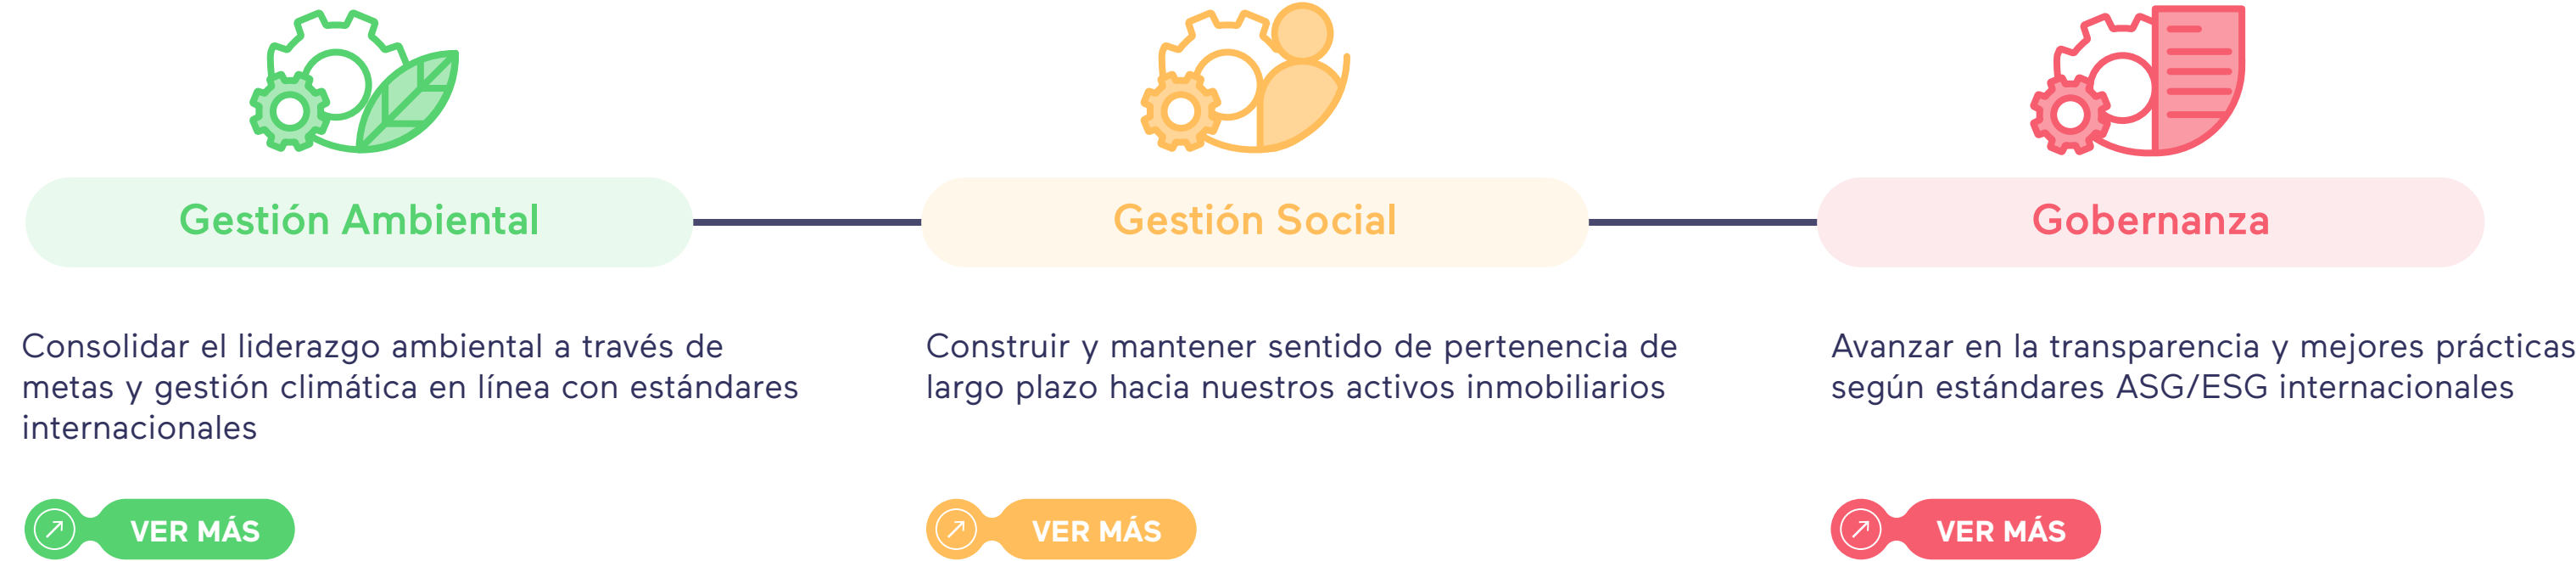 Gestión Ambiental
Consolidar el liderazgo ambiental a través de
metas y gestión climática en línea con estándares
internacionales
VER MÁS
Gestión Social
Construir y mantener sentido de pertenencia de
largo plazo hacia nuestros activos inmobiliarios
VER MÁS
Gobernanza
Avanzar en la transparencia y mejores prácticas
según estándares ASG/ESG internacionales
VER MÁS